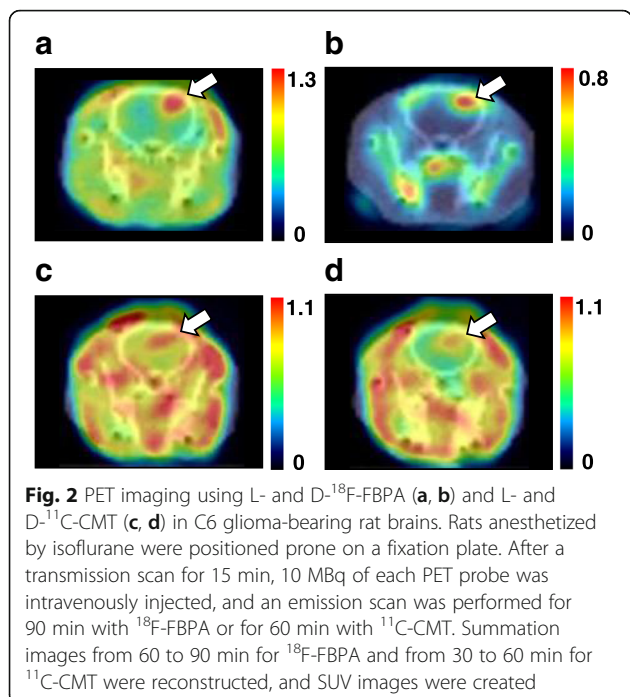 a
b
1.3
0
0.8
0
c
d
1.1
0
1.1
0
Fig. 2 PET imaging using L- and D-¹⁸F-FBPA (a, b) and L- and
D-¹¹C-CMT (c, d) in C6 glioma-bearing rat brains. Rats anesthetized
by isoflurane were positioned prone on a fixation plate. After a
transmission scan for 15 min, 10 MBq of each PET probe was
intravenously injected, and an emission scan was performed for
90 min with ¹⁸F-FBPA or for 60 min with ¹¹C-CMT. Summation
images from 60 to 90 min for ¹⁸F-FBPA and from 30 to 60 min for
¹¹C-CMT were reconstructed, and SUV images were created